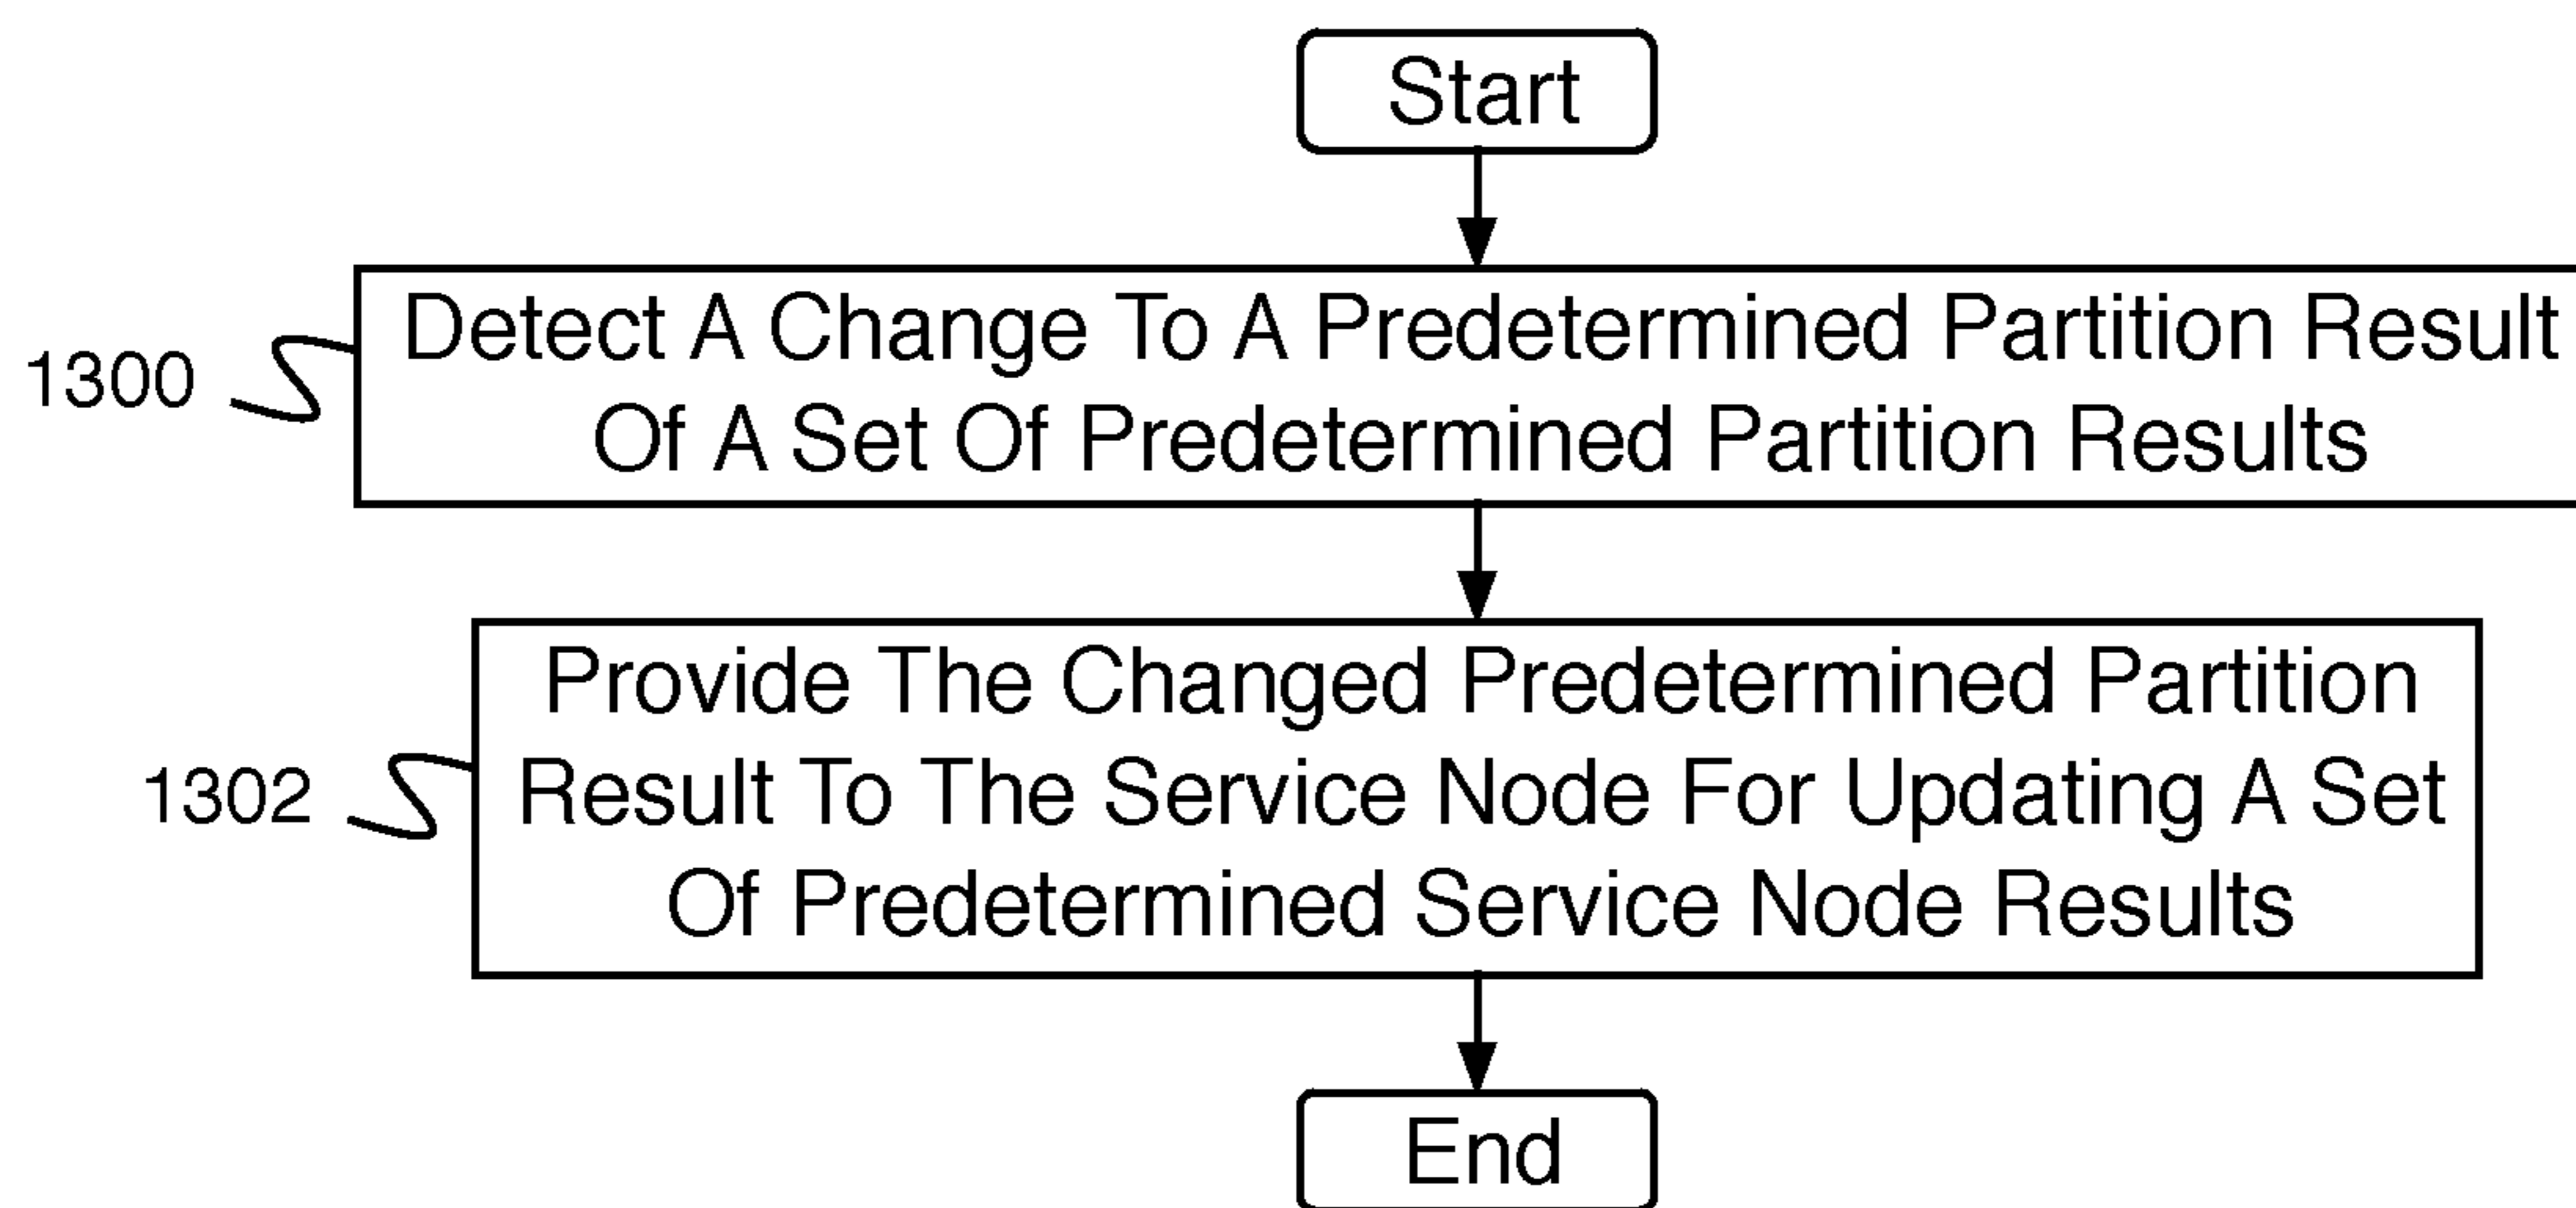 Start
Detect A Change To A Predetermined Partition Result
Of A Set Of Predetermined Partition Results
1300
Provide The Changed Predetermined Partition
Result To The Service Node For Updating A Set
Of Predetermined Service Node Results
1302
End